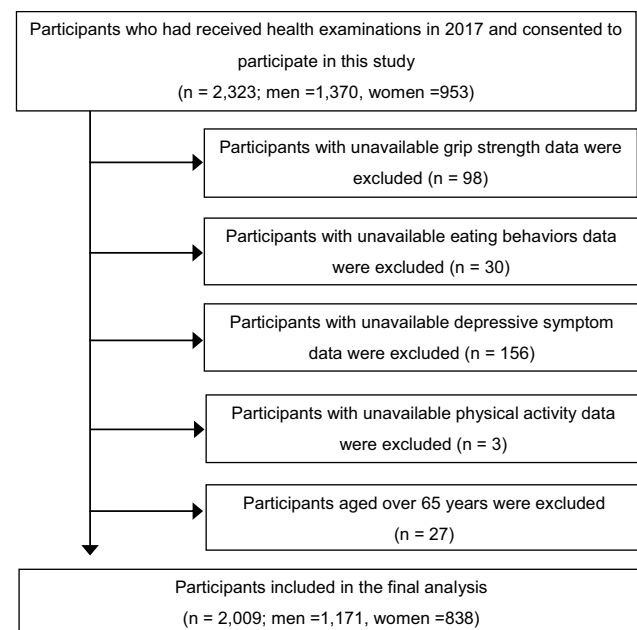 Participants who had received health examinations in 2017 and consented to
participate in this study
(n = 2,323; men =1,370, women =953)
Participants with unavailable grip strength data were
excluded (n = 98)
Participants with unavailable eating behaviors data
were excluded (n = 30)
Participants with unavailable depressive symptom
data were excluded (n = 156)
Participants with unavailable physical activity data
were excluded (n = 3)
Participants aged over 65 years were excluded
(n = 27)
Participants included in the final analysis
(n = 2,009; men =1,171, women =838)